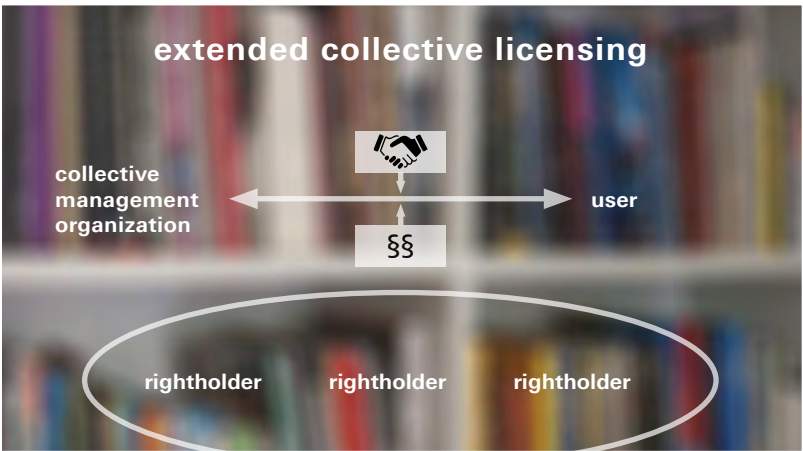 extended collective licensing
collective
management
organization
user
§§
rightholder rightholder rightholder